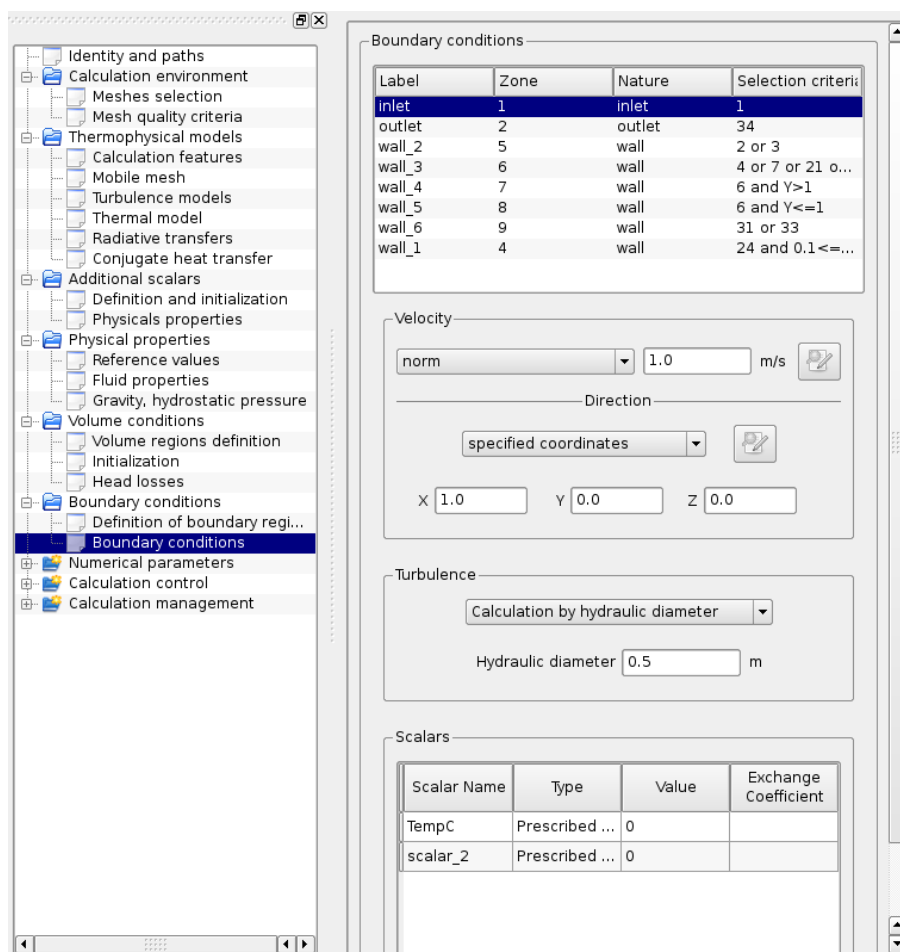 Identity and paths
Calculation environment
Meshes selection
Mesh quality criteria
Thermophysical models
Calculation features
Mobile mesh
Turbulence models
Thermal model
Radiative transfers
Conjugate heat transfer
Additional scalars
Definition and initialization
Physicals properties
Physical properties
Reference values
Fluid properties
Gravity, hydrostatic pressure
Volume conditions
Volume regions definition
Initialization
Head losses
Boundary conditions
Definition of boundary regi...
Boundary conditions
Numerical parameters
Calculation control
Calculation management
Boundary conditions
Label Zone Nature Selection criteria
inlet 1 inlet 1
outlet 2 outlet 34
wall_2 5 wall 2 or 3
wall_3 6 wall 4 or 7 or 21 o...
wall_4 7 wall 6 and Y>1
wall_5 8 wall 6 and Y<=1
wall_6 9 wall 31 or 33
wall_1 4 wall 24 and 0.1<=...
Velocity
norm 1.0 m/s
Direction
specified coordinates
X 1.0 Y 0.0 Z 0.0
Turbulence
Calculation by hydraulic diameter
Hydraulic diameter 0.5 m
Scalars
Scalar Name Type Value Exchange Coefficient
TempC Prescribed ... 0
scalar_2 Prescribed ... 0